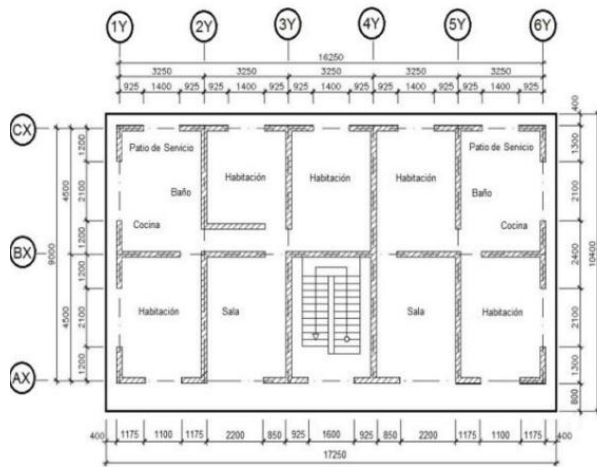 1Y 2Y 3Y 4Y 5Y 6Y
16250
3250 3250 3250 3250 3250
925 1400 925 925 1400 925 925 1400 925 925 1400 925 925 1400 925
400
CX
1200
1300
Patio de Servicio
Patio de Servicio
Habitación
Habitación
Habitación
4500
2100
2100
Baño
Baño
Cocina
Cocina
1200
9000
BX
2400
10400
1200
4500
2100
2100
Habitación
Sala
Sala
Habitación
1200
1300
AX
800
400 1175 1100 1175 2200 850 925 1600 925 850 2200 1175 1100 1175 400
17250